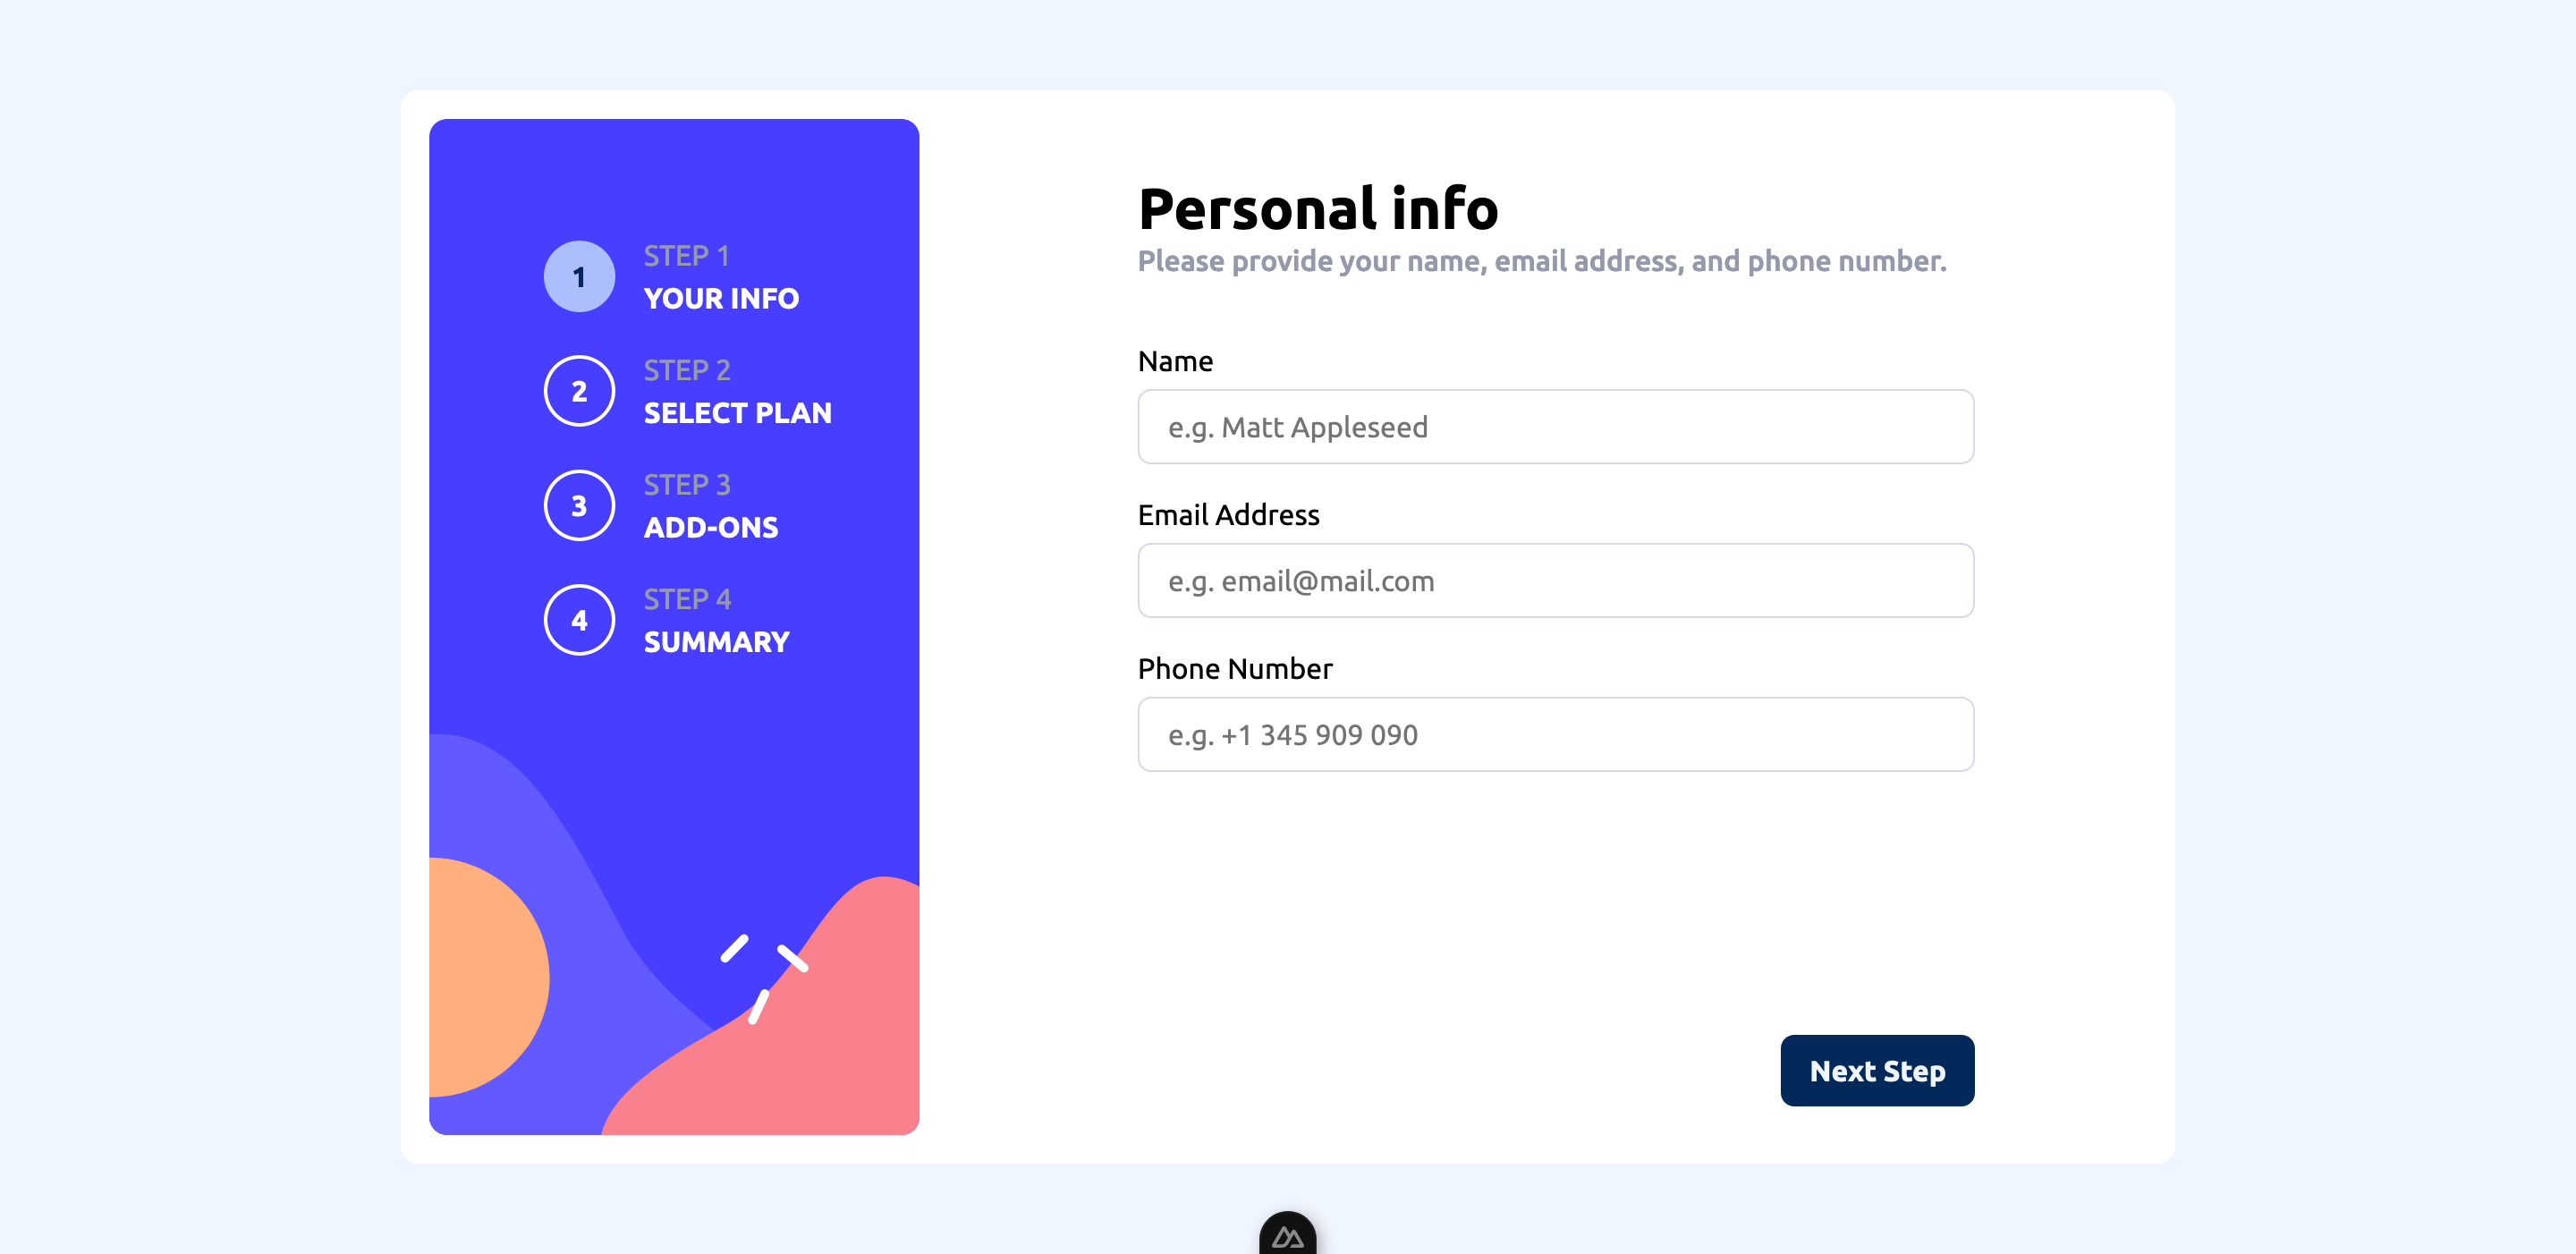 1
STEP 1
YOUR INFO
2
STEP 2
SELECT PLAN
3
STEP 3
ADD-ONS
4
STEP 4
SUMMARY
Personal info
Please provide your name, email address, and phone number.
Name
e.g. Matt Appleseed
Email Address
e.g. email@mail.com
Phone Number
e.g. +1 345 909 090
Next Step